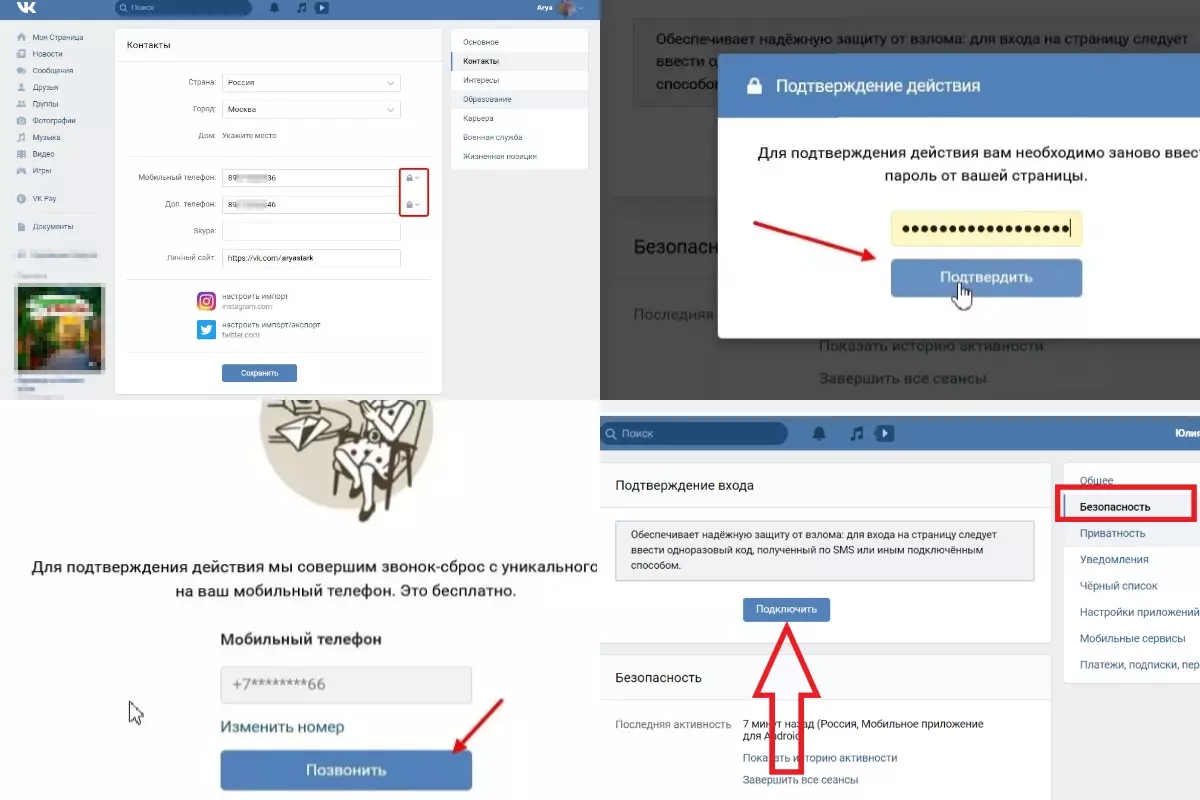 Поиск
Arya
Моя Страница
Новости
Сообщения
Друзья
Группы
Фотографии
Музыка
Видео
Игры
VK Pay
Документы
Контакты
Страна: Россия
Город: Москва
Дом: Укажите место
Мобильный телефон: 89 36
Доп. телефон: 89 46
Skype:
Личный сайт: https://vk.com/aryastark
настроить импорт
instagram.com
настроить импорт/экспорт
twitter.com
Сохранить
Основное
Контакты
Интересы
Образование
Карьера
Военная служба
Жизненная позиция
Обеспечивает надёжную защиту от взлома: для входа на страницу следует
ввести о
способом
Подтверждение действия
Для подтверждения действия вам необходимо заново ввес
пароль от вашей страницы.
Подтвердить
Безопасн
Последняя
Показать историю активности
Завершить все сеансы
Для подтверждения действия мы совершим звонок-сброс с уникального
на ваш мобильный телефон. Это бесплатно.
Мобильный телефон
+7********66
Изменить номер
Позвонить
Поиск
Юлия
Подтверждение входа
Обеспечивает надёжную защиту от взлома: для входа на страницу следует
ввести одноразовый код, полученный по SMS или иным подключённым
способом.
Подключить
Безопасность
Последняя активность 7 минут назад (Россия, Мобильное приложение
для Android
Показать историю активности
Завершить все сеансы
Общее
Безопасность
Приватность
Уведомления
Чёрный список
Настройки приложений
Мобильные сервисы
Платежи, подписки, пер